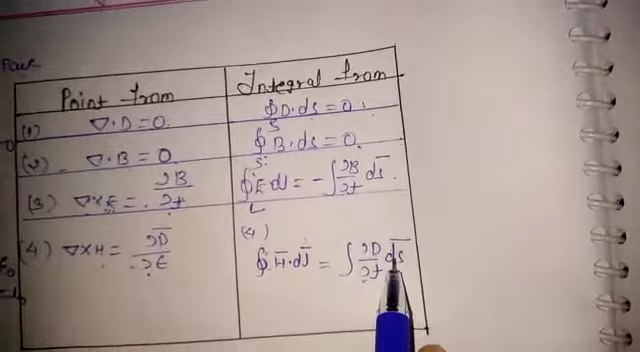 Point from Integral from
(1) ∇·D=0. ∮D·ds=0:
S
(2) ∇·B=0 ∮B·ds=0.
S:
(3) ∇×E=-∂B/∂t ∮E·dl=-∫∂B/∂t ds.
L
(4)
(4) ∇×H=∂D/∂t ∮H·dl=∫∂D/∂t ds